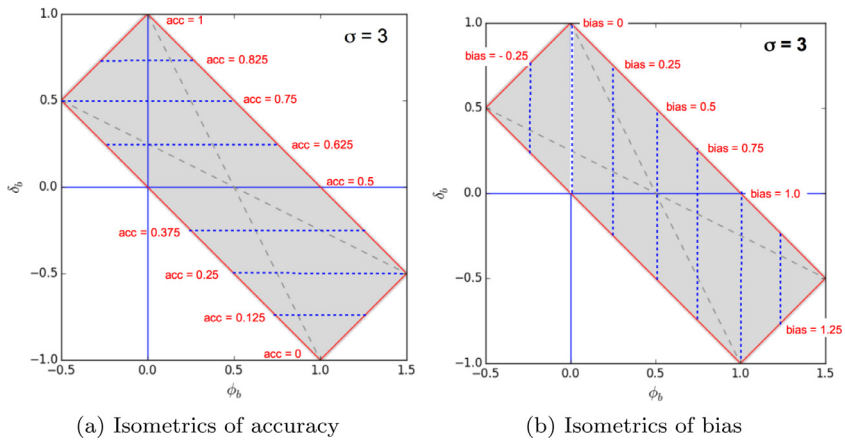 acc = 1
σ = 3
acc = 0.825
acc = 0.75
acc = 0.625
acc = 0.5
acc = 0.375
acc = 0.25
acc = 0.125
acc = 0
1.0
0.5
0.0
−0.5
−1.0
δ_b
−0.5
0.0
0.5
1.0
1.5
ϕ_b
(a) Isometrics of accuracy
bias = 0
σ = 3
bias = - 0.25
bias = 0.25
bias = 0.5
bias = 0.75
bias = 1.0
bias = 1.25
1.0
0.5
0.0
−0.5
−1.0
δ_b
−0.5
0.0
0.5
1.0
1.5
ϕ_b
(b) Isometrics of bias